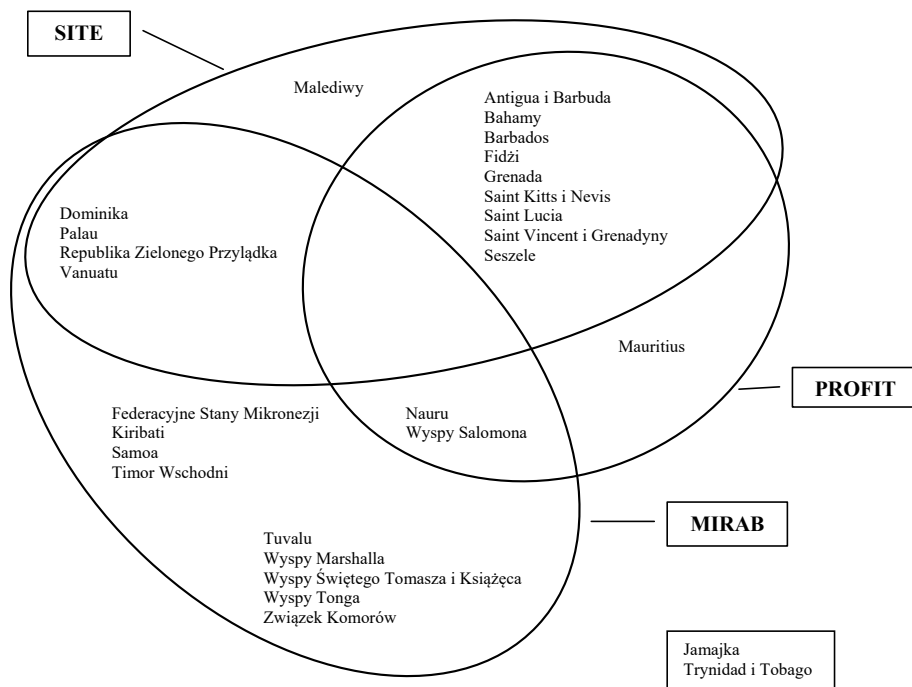 SITE
Malediwy
Antigua i Barbuda
Bahamy
Barbados
Fidżi
Grenada
Saint Kitts i Nevis
Saint Lucia
Saint Vincent i Grenadyny
Seszele
Dominika
Palau
Republika Zielonego Przylądka
Vanuatu
Mauritius
PROFIT
Federacyjne Stany Mikronezji
Kiribati
Samoa
Timor Wschodni
Nauru
Wyspy Salomona
MIRAB
Tuvalu
Wyspy Marshalla
Wyspy Świętego Tomasza i Książęca
Wyspy Tonga
Związek Komorów
Jamajka
Trynidad i Tobago